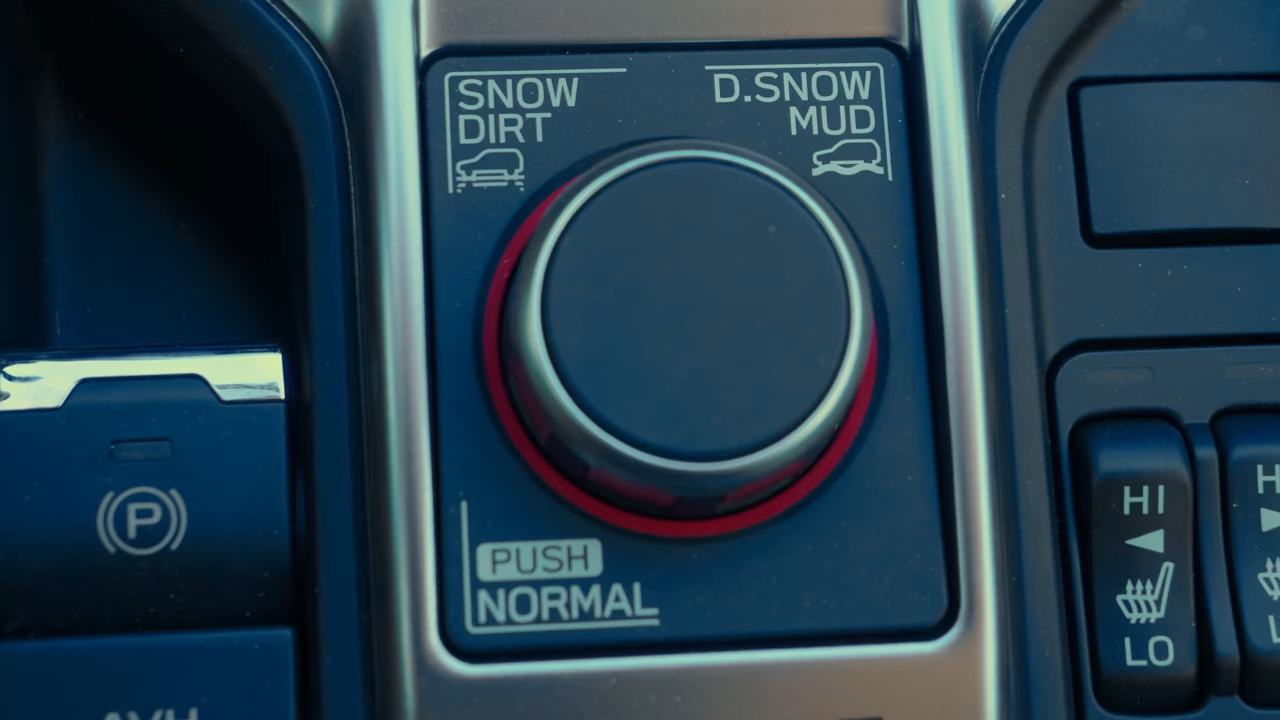 SNOW
DIRT
D.SNOW
MUD
P
PUSH
NORMAL
HI
LO
H
L